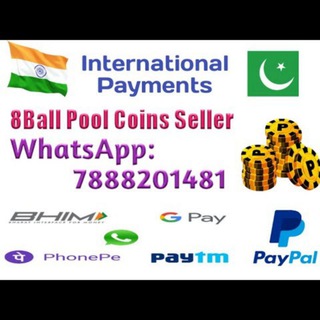 International
Payments
8Ball Pool Coins Seller
WhatsApp:
7888201481
BHIM
G Pay
PhonePe
paytm
PayPal